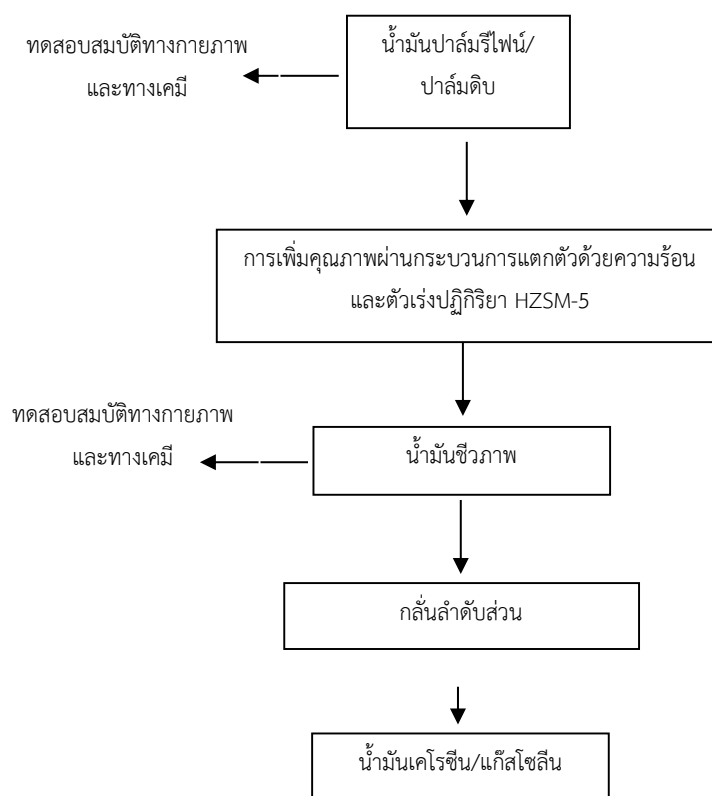 ทดสอบสมบัติทางกายภาพ
และทางเคมี
น้ำมันปาล์มรีไฟน์/
ปาล์มดิบ
การเพิ่มคุณภาพผ่านกระบวนการแตกตัวด้วยความร้อน
และตัวเร่งปฏิกิริยา HZSM-5
ทดสอบสมบัติทางกายภาพ
และทางเคมี
น้ำมันชีวภาพ
กลั่นลำดับส่วน
น้ำมันเคโรซีน/แก๊สโซลีน